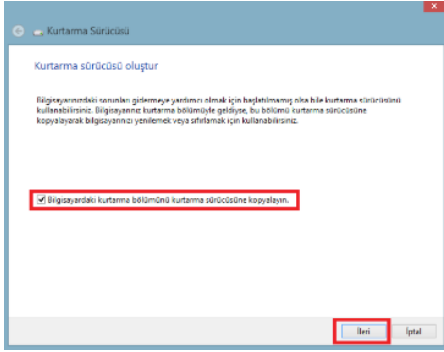 Kurtarma Sürücüsü
Kurtarma sürücüsü oluştur
Bilgisayarınızdaki sorunları gidermeye yardımcı olmak için başlatılmamış olsa bile kurtarma sürücüsünü
kullanabilirsiniz. Bilgisayarınız kurtarma bölümüyle geldiyse, bu bölümü kurtarma sürücüsüne
kopyalayarak bilgisayarınızı yenilemek veya sıfırlamak için kullanabilirsiniz.
Bilgisayardaki kurtarma bölümünü kurtarma sürücüsüne kopyalayın.
İleri İptal